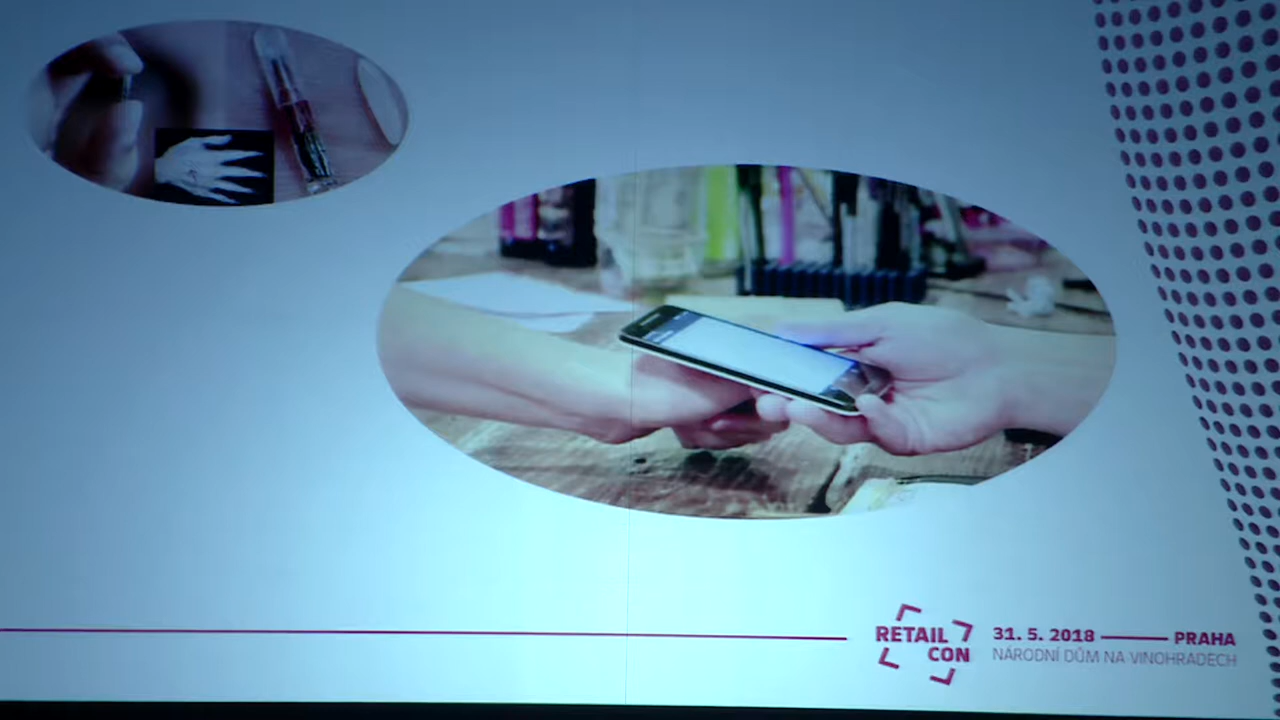 RETAIL
CON
31. 5. 2018 PRAHA
NÁRODNÍ DŮM NA VINOHRADECH